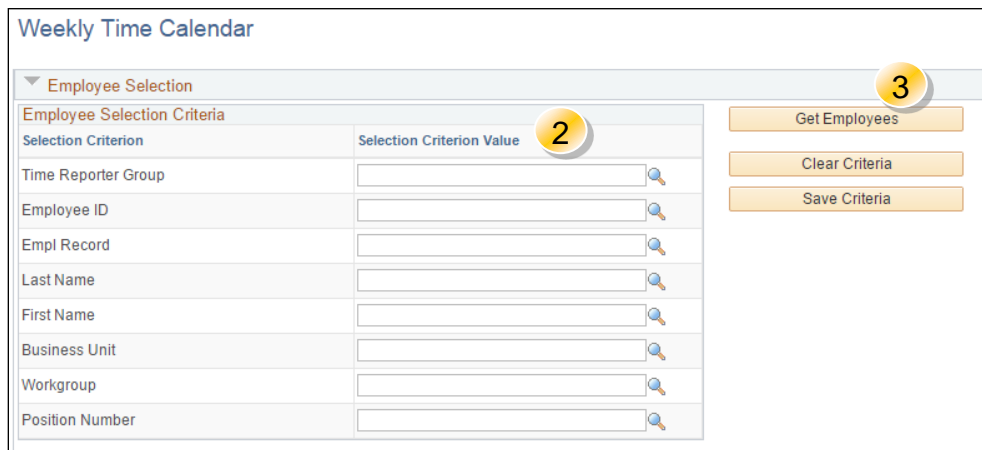 Weekly Time Calendar
Employee Selection
3
Employee Selection Criteria
Get Employees
Selection Criterion Selection Criterion Value 2
Clear Criteria
Time Reporter Group
Save Criteria
Employee ID
Empl Record
Last Name
First Name
Business Unit
Workgroup
Position Number